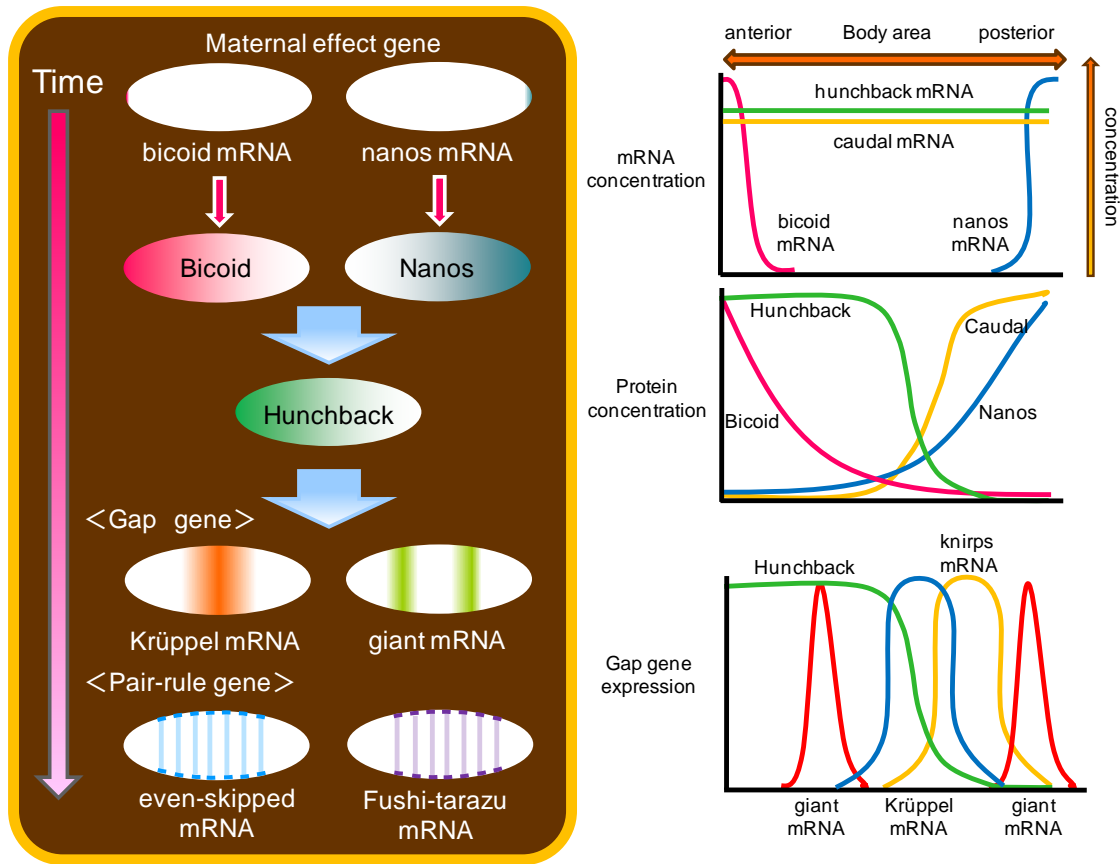 Maternal effect gene
Time
bicoid mRNA
nanos mRNA
Bicoid
Nanos
Hunchback
＜Gap gene＞
Krüppel mRNA
giant mRNA
＜Pair-rule gene＞
even-skipped
mRNA
Fushi-tarazu
mRNA
anterior
Body area
posterior
hunchback mRNA
caudal mRNA
mRNA
concentration
bicoid
mRNA
nanos
mRNA
concentration
Hunchback
Caudal
Protein
concentration
Bicoid
Nanos
knirps
mRNA
Hunchback
Gap gene
expression
giant
mRNA
Krüppel
mRNA
giant
mRNA